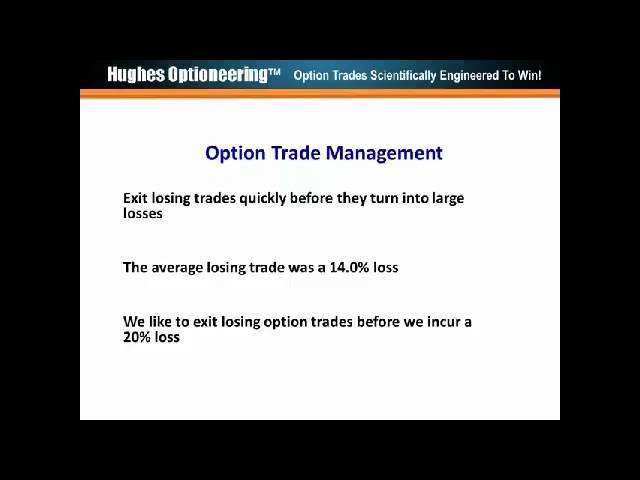 Hughes Optioneering™ Option Trades Scientifically Engineered To Win!
Option Trade Management
Exit losing trades quickly before they turn into large
losses
The average losing trade was a 14.0% loss
We like to exit losing option trades before we incur a
20% loss